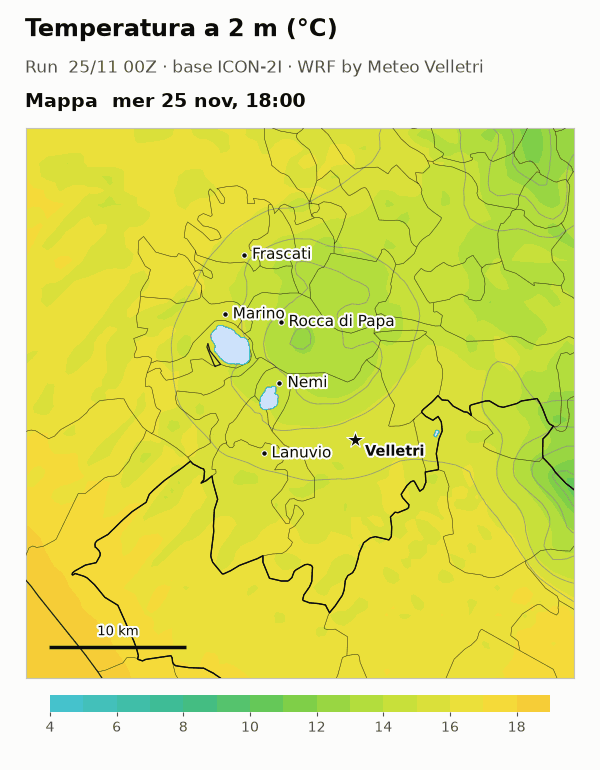 Temperatura a 2 m (°C)
Run  25/11 00Z · base ICON-2I · WRF by Meteo Velletri
Mappa  mer 25 nov, 18:00
Frascati
Marino
Rocca di Papa
Nemi
Velletri
Lanuvio
10 km
4 6 8 10 12 14 16 18